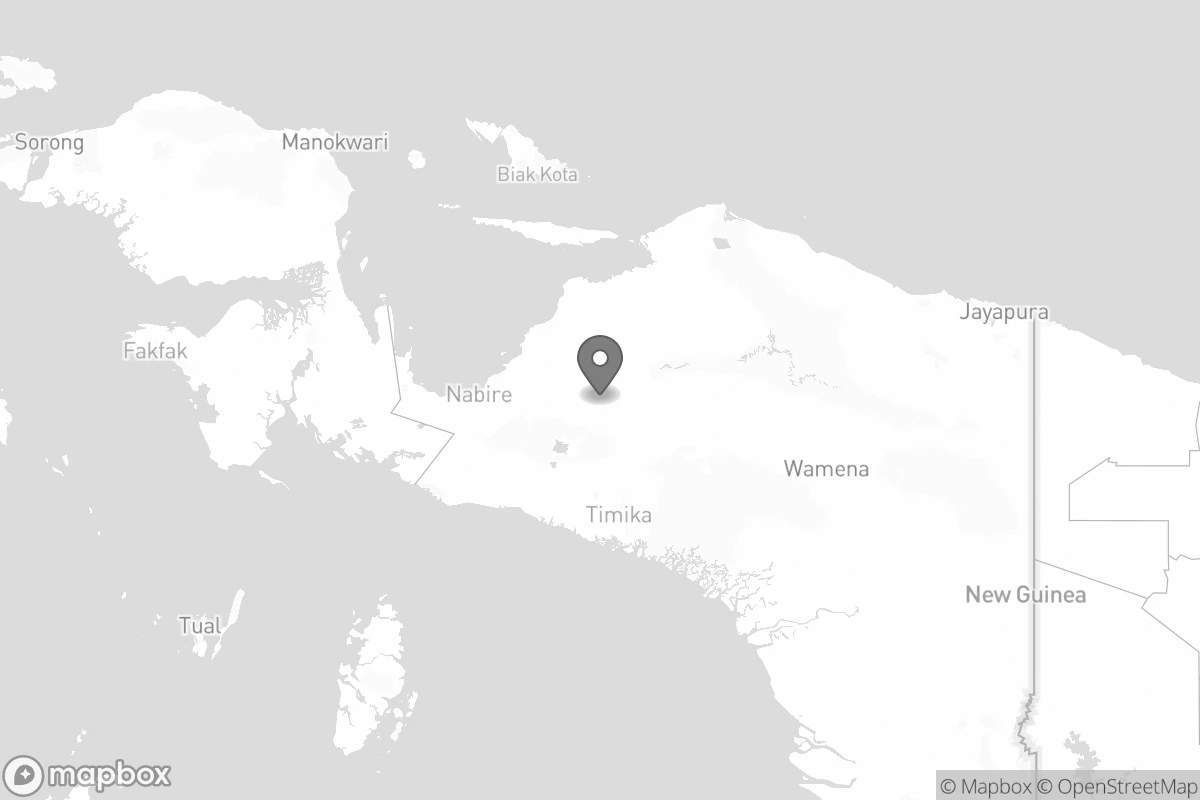 Sorong
Manokwari
Biak Kota
Jayapura
Fakfak
Nabire
Wamena
Timika
New Guinea
Tual
mapbox
© Mapbox © OpenStreetMap